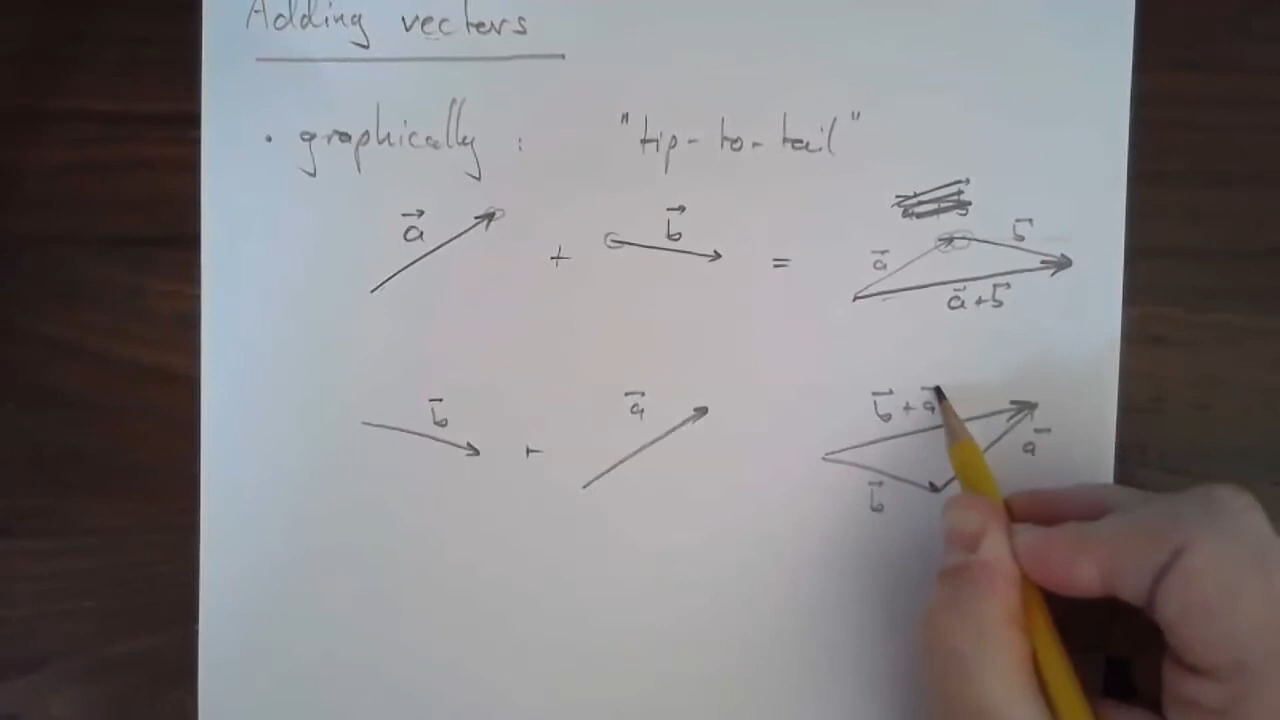 Adding vectors
• graphically : "tip-to-tail"
a⃗ + b⃗ = a⃗ b⃗ a⃗+b⃗
b⃗ + a⃗ b⃗+a⃗ b⃗ a⃗